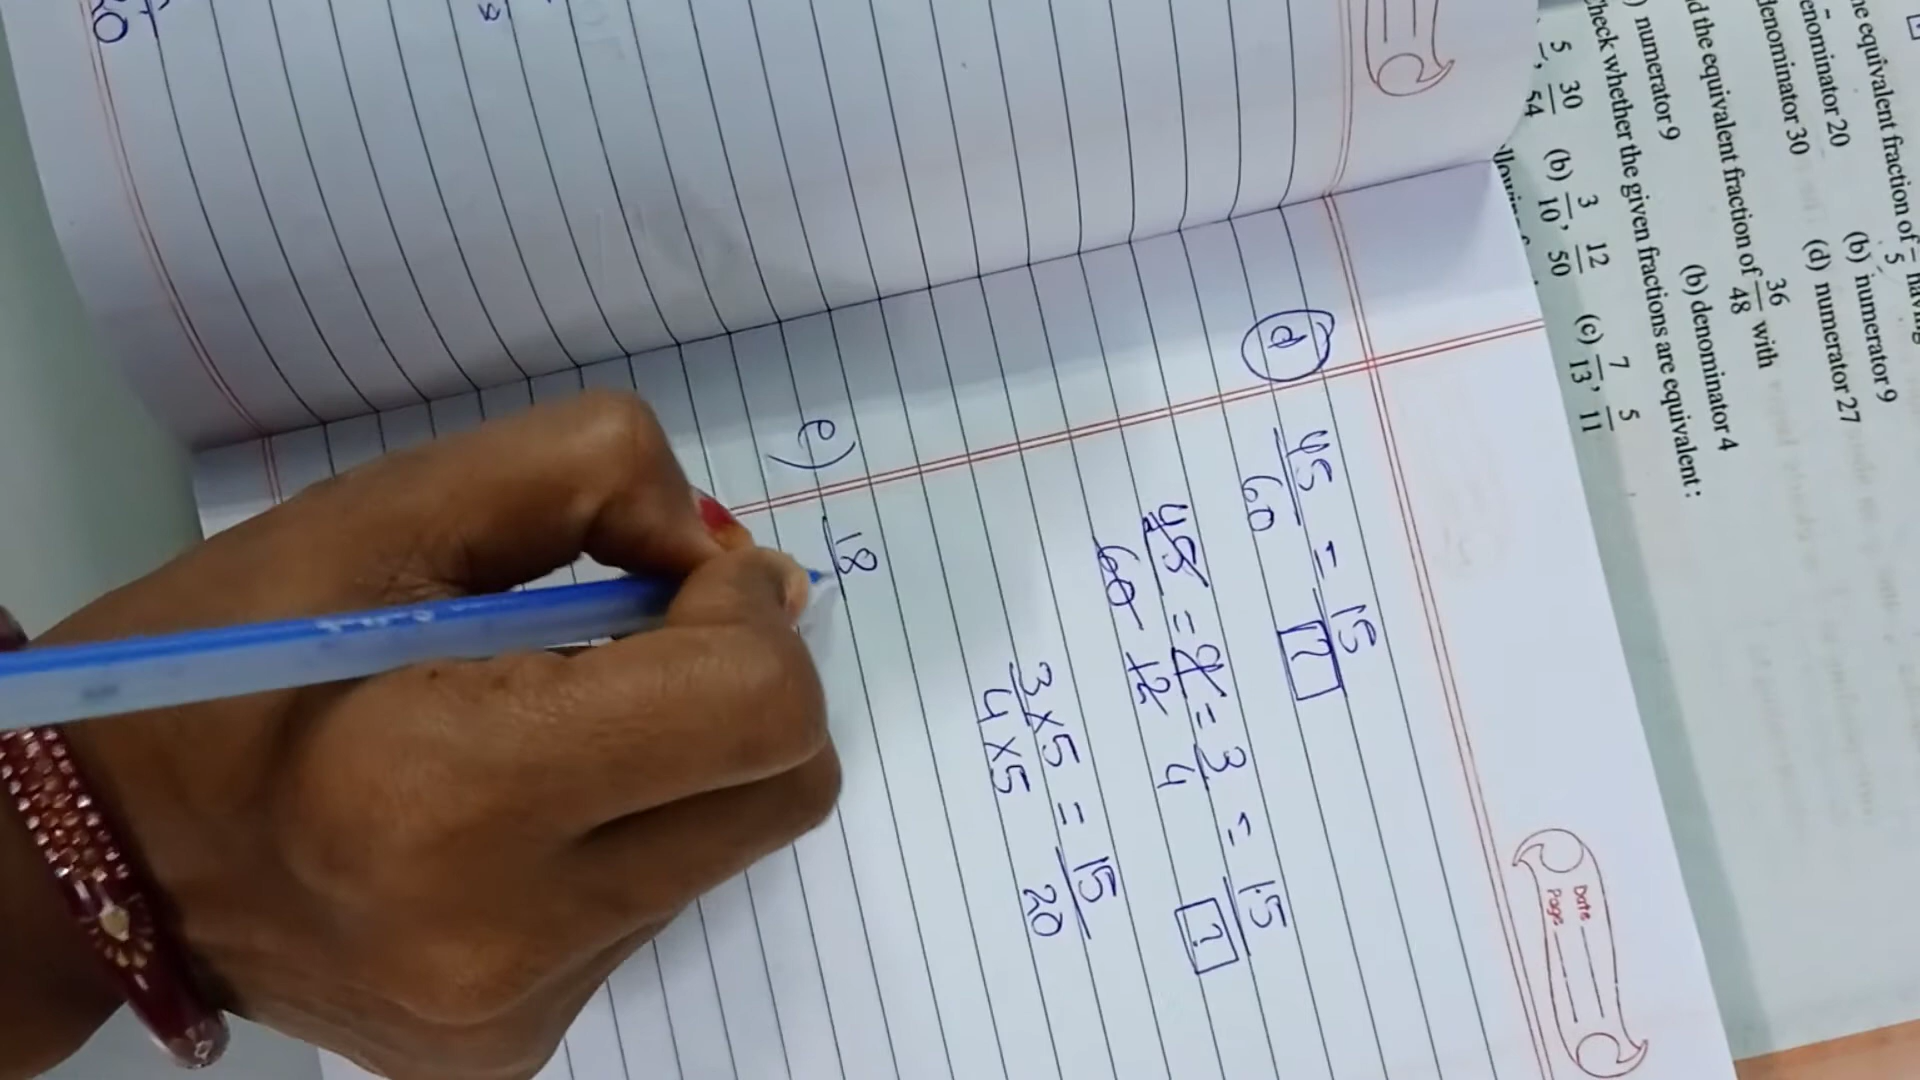 d
45/60 = 15/[?]
45/60 = 9/12 = 3/4 = 15/[?]
3×5/4×5 = 15/20
e) 18
Date
Page
he equivalent fraction of /5 having
denominator 20 (b) numerator 9
denominator 30 (d) numerator 27
d the equivalent fraction of 36/48 with
) numerator 9 (b) denominator 4
Check whether the given fractions are equivalent :
5, 30/54 (b) 3/10, 12/50 (c) 7/13, 5/11